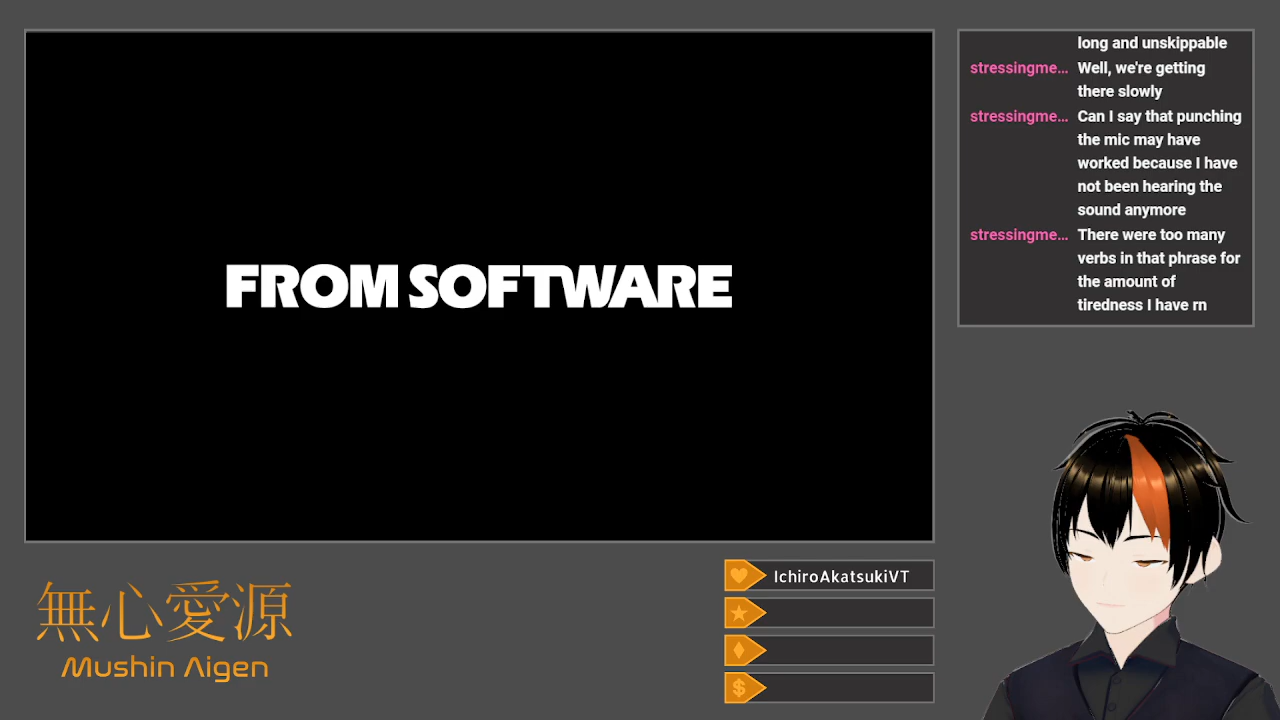 FROM SOFTWARE
long and unskippable
stressingme... Well, we're getting
there slowly
stressingme... Can I say that punching
the mic may have
worked because I have
not been hearing the
sound anymore
stressingme... There were too many
verbs in that phrase for
the amount of
tiredness I have rn
無心愛源
Mushin Aigen
IchiroAkatsukiVT
$